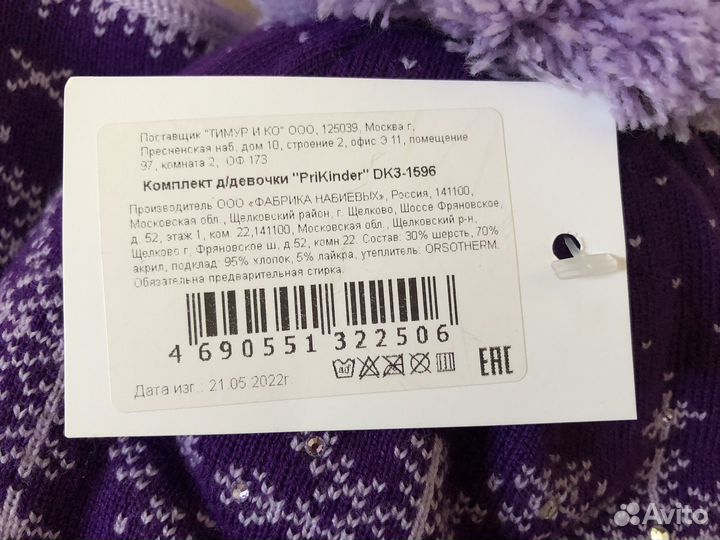 Поставщик "ТИМУР И КО" ООО, 125039, Москва г,
Пресненская наб, дом 10, строение 2, офис Э 11, помещение
97, комната 2, ОФ 173
Комплект д/девочки "PriKinder" DK3-1596
Производитель ООО «ФАБРИКА НАБИЕВЫХ», Россия, 141100,
Московская обл., Щелковский район, г. Щелково, Шоссе Фряновское,
д. 52, этаж 1, ком. 22,141100, Московская обл., Щелковский р-н,
Щелково г, Фряновское ш, д.52, комн 22. Состав: 30% шерсть, 70%
акрил, подклад: 95% хлопок, 5% лайкра, утеплитель: ORSOTHERM.
Обязательна предварительная стирка.
4 690551 322506
40
EAC
Дата изг.: 21.05.2022г.
Avito